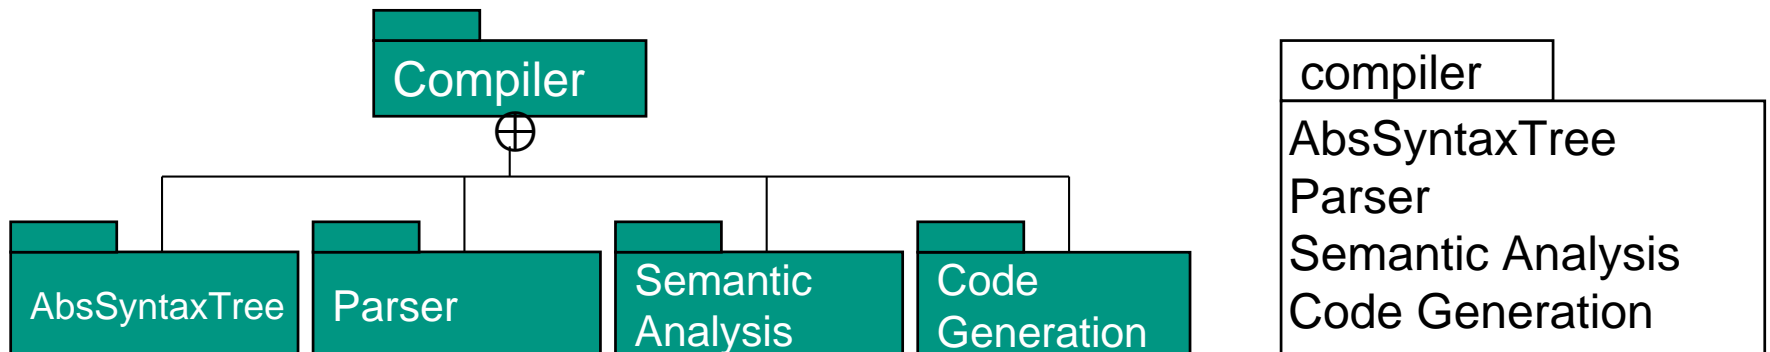 Compiler
AbsSyntaxTree
Parser
Semantic
Analysis
Code
Generation
compiler
AbsSyntaxTree
Parser
Semantic Analysis
Code Generation